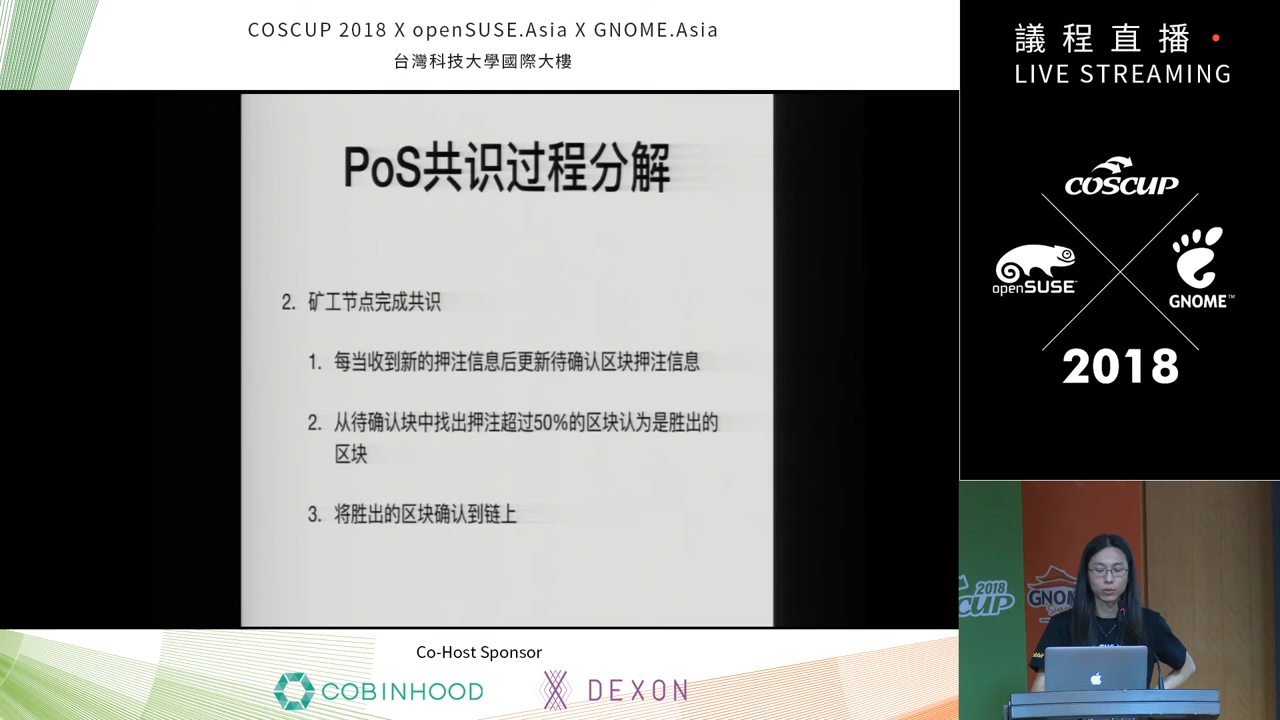 COSCUP 2018 X openSUSE.Asia X GNOME.Asia
台灣科技大學國際大樓
PoS共识过程分解
2. 矿工节点完成共识
1. 每当收到新的押注信息后更新待确认区块押注信息
2. 从待确认块中找出押注超过50%的区块认为是胜出的
区块
3. 将胜出的区块确认到链上
Co-Host Sponsor
COBINHOOD
DEXON
議程直播
LIVE STREAMING
COSCUP
openSUSE
GNOME™
2018
2018
CUP
GNOM